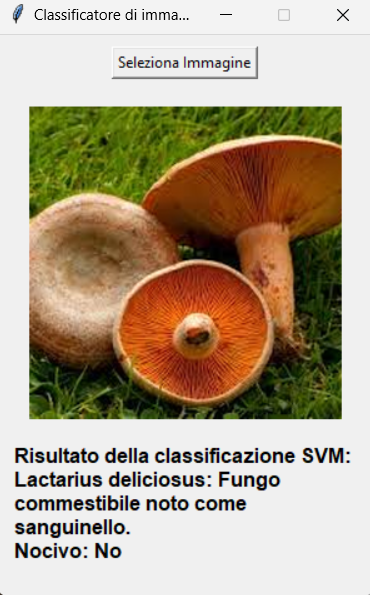 Classificatore di imma...
Seleziona Immagine
Risultato della classificazione SVM:
Lactarius deliciosus: Fungo
commestibile noto come
sanguinello.
Nocivo: No